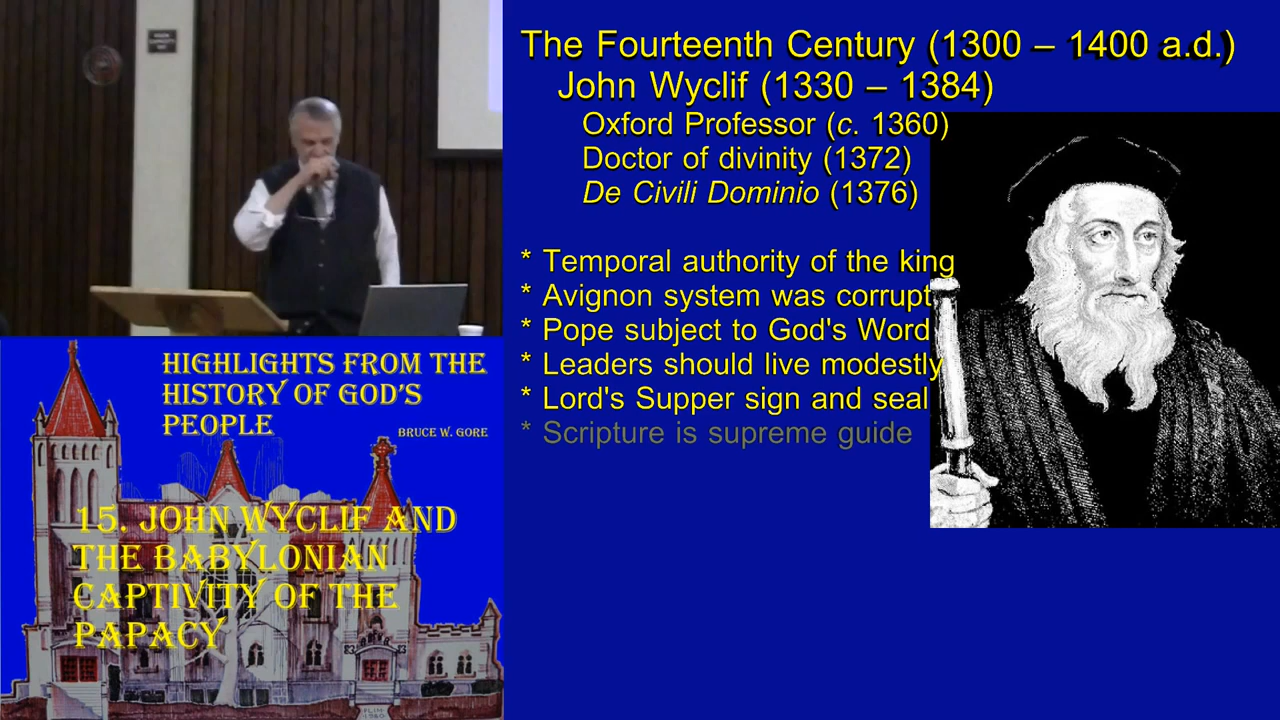 The Fourteenth Century (1300 – 1400 a.d.)
John Wyclif (1330 – 1384)
Oxford Professor (c. 1360)
Doctor of divinity (1372)
De Civili Dominio (1376)
* Temporal authority of the king
* Avignon system was corrupt
* Pope subject to God's Word
* Leaders should live modestly
* Lord's Supper sign and seal
* Scripture is supreme guide
HIGHLIGHTS FROM THE
HISTORY OF GOD'S
PEOPLE
BRUCE W. GORE
15. JOHN WYCLIF AND
THE BABYLONIAN
CAPTIVITY OF THE
PAPACY